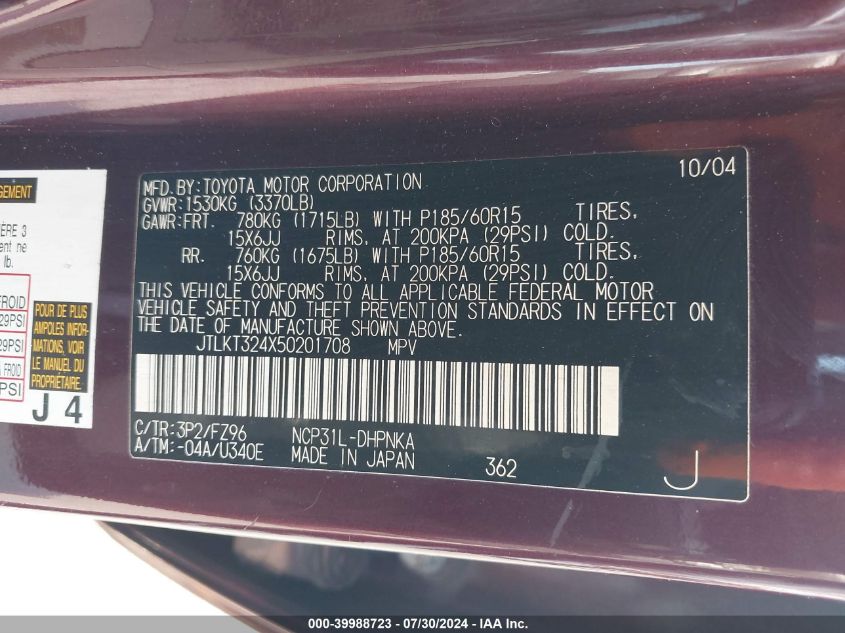 10/04
MFD.BY:TOYOTA MOTOR CORPORATION
GVWR:1530KG (3370LB)
GAWR:FRT. 780KG (1715LB) WITH P185/60R15 TIRES,
15X6JJ RIMS, AT 200KPA (29PSI) COLD.
RR. 760KG (1675LB) WITH P185/60R15 TIRES,
15X6JJ RIMS, AT 200KPA (29PSI) COLD.
THIS VEHICLE CONFORMS TO ALL APPLICABLE FEDERAL MOTOR
VEHICLE SAFETY AND THEFT PREVENTION STANDARDS IN EFFECT ON
THE DATE OF MANUFACTURE SHOWN ABOVE.
JTLKT324X50201708 MPV
C/TR:3P2/FZ96 NCP31L-DHPNKA
A/TM:-04A/U340E MADE IN JAPAN 362 J
GEMENT
ÈRE 3
ent ne
lb.
FROID
29PSI
29PSI
A FROID
PSI
POUR DE PLUS
AMPLES INFOR-
MATIONS, VOIR
LE MANUEL DU
J 4
000-39988723 - 07/30/2024 - IAA Inc.